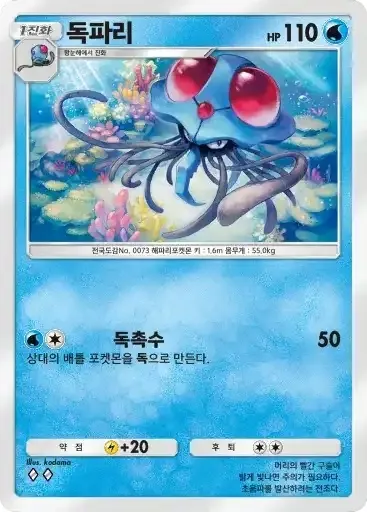 1진화 독파리 HP 110
왕눈해에서 진화
전국도감No. 0073 해파리포켓몬 키 : 1.6m 몸무게 : 55.0kg
독촉수 50
상대의 배틀 포켓몬을 독으로 만든다.
약 점 +20 후 퇴
Illus. kodama
머리의 빨간 구슬이
밝게 빛나면 주의가 필요하다.
초음파를 발산하려는 전조다.